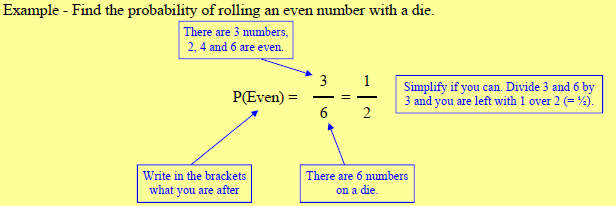 Example - Find the probability of rolling an even number with a die.
There are 3 numbers,
2, 4 and 6 are even.
P(Even) = 3/6 = 1/2
Simplify if you can. Divide 3 and 6 by
3 and you are left with 1 over 2 (= ½).
Write in the brackets
what you are after
There are 6 numbers
on a die.